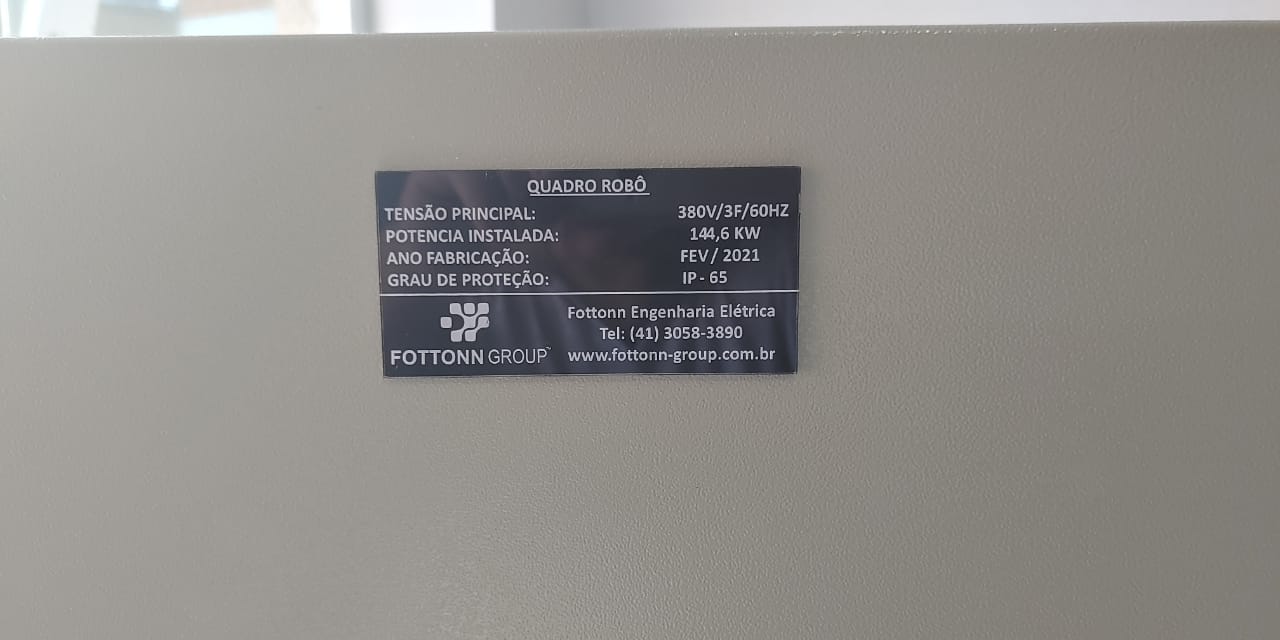 QUADRO ROBÔ
TENSÃO PRINCIPAL: 380V/3F/60HZ
POTENCIA INSTALADA: 144,6 KW
ANO FABRICAÇÃO: FEV/ 2021
GRAU DE PROTEÇÃO: IP - 65
FOTTONN GROUP™
Fottonn Engenharia Elétrica
Tel: (41) 3058-3890
www.fottonn-group.com.br